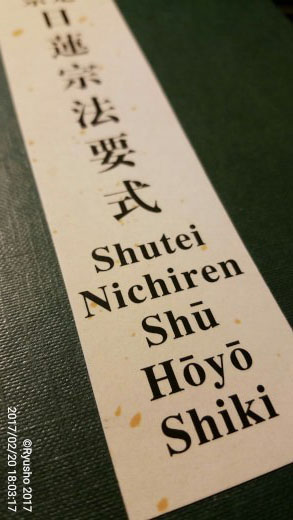 日蓮宗法要式
Shutei
Nichiren
Shū
Hōyō
Shiki
2017/02/20 18:03:17
©Ryusho 2017